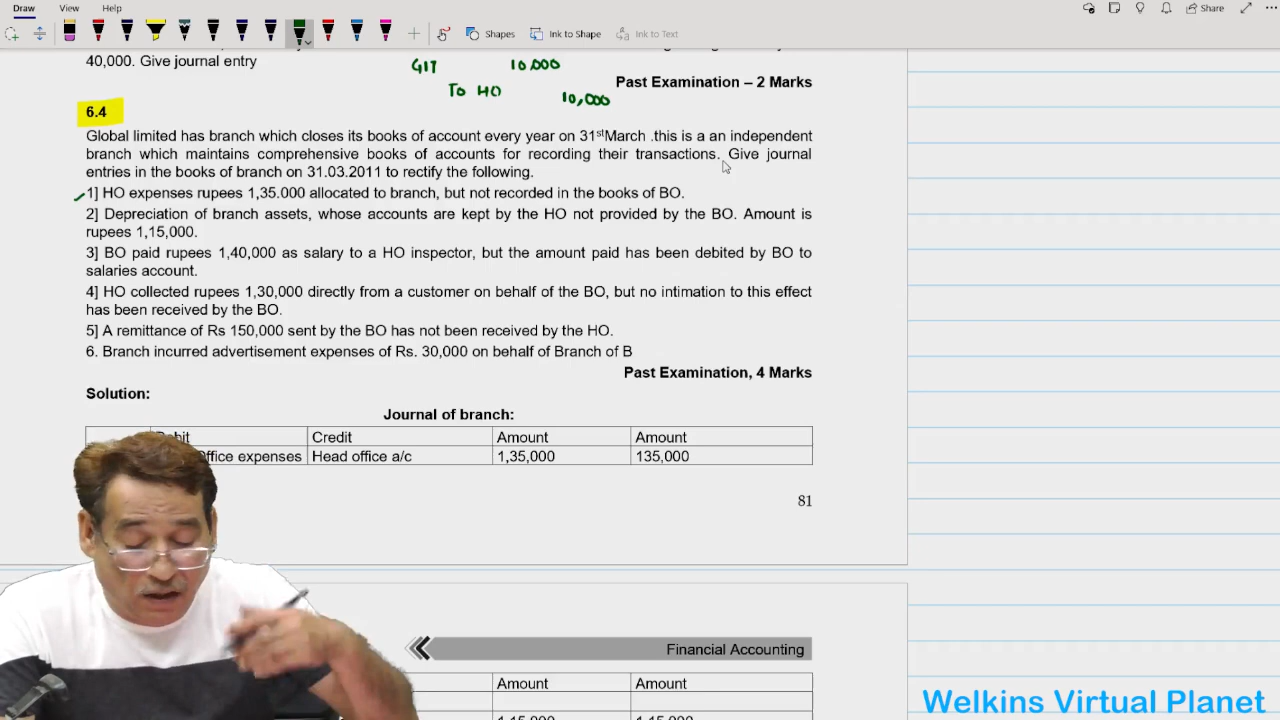 Draw View Help
Share
Shapes Ink to Shape Ink to Text
40,000. Give journal entry
GIT 10,000
To HO 10,000
Past Examination – 2 Marks
6.4
Global limited has branch which closes its books of account every year on 31stMarch .this is a an independent
branch which maintains comprehensive books of accounts for recording their transactions. Give journal
entries in the books of branch on 31.03.2011 to rectify the following.
1] HO expenses rupees 1,35.000 allocated to branch, but not recorded in the books of BO.
2] Depreciation of branch assets, whose accounts are kept by the HO not provided by the BO. Amount is
rupees 1,15,000.
3] BO paid rupees 1,40,000 as salary to a HO inspector, but the amount paid has been debited by BO to
salaries account.
4] HO collected rupees 1,30,000 directly from a customer on behalf of the BO, but no intimation to this effect
has been received by the BO.
5] A remittance of Rs 150,000 sent by the BO has not been received by the HO.
6. Branch incurred advertisement expenses of Rs. 30,000 on behalf of Branch of B
Past Examination, 4 Marks
Solution:
Journal of branch:
Credit Amount Amount
Office expenses Head office a/c 1,35,000 135,000
81
Financial Accounting
Amount Amount
1,15,000 1,15,000
Welkins Virtual Planet